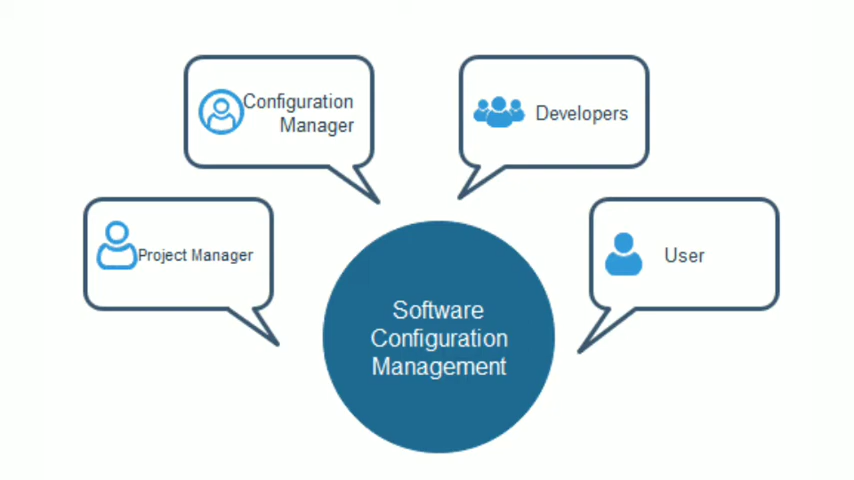 Configuration
Manager
Developers
Project Manager
User
Software
Configuration
Management